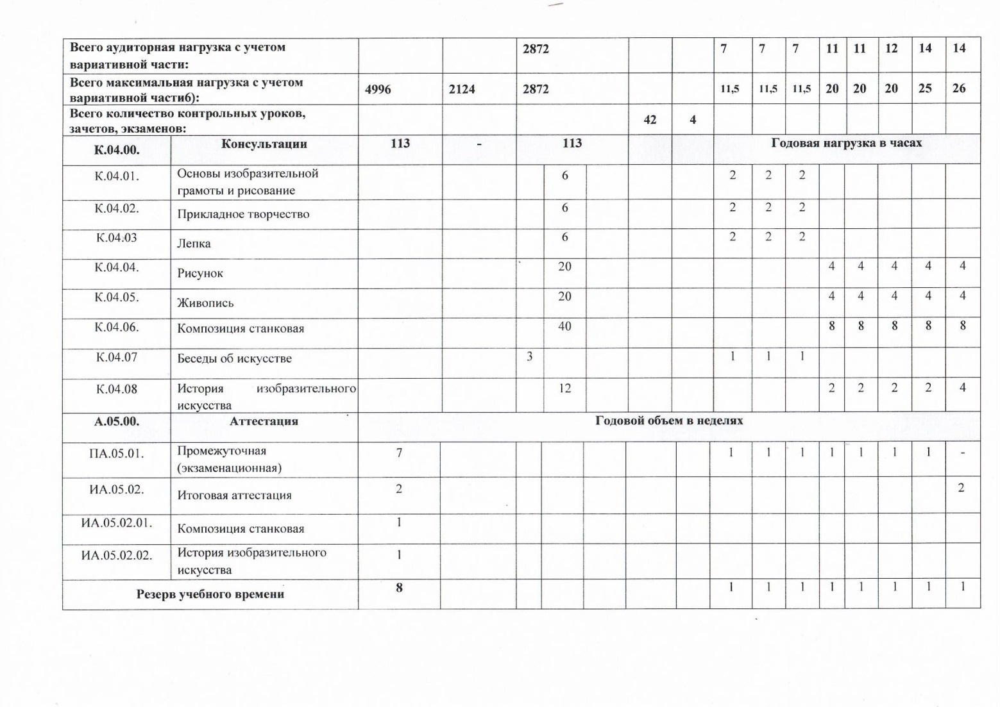 Всего аудиторная нагрузка с учетом вариативной части: 2872 7 7 7 11 11 12 14 14
Всего максимальная нагрузка с учетом вариативной части6): 4996 2124 2872 11,5 11,5 11,5 20 20 20 25 26
Всего количество контрольных уроков, зачетов, экзаменов: 42 4
К.04.00. Консультации 113 - 113 Годовая нагрузка в часах
К.04.01. Основы изобразительной грамоты и рисование 6 2 2 2
К.04.02. Прикладное творчество 6 2 2 2
К.04.03 Лепка 6 2 2 2
К.04.04. Рисунок 20 4 4 4 4 4
К.04.05. Живопись 20 4 4 4 4 4
К.04.06. Композиция станковая 40 8 8 8 8 8
К.04.07 Беседы об искусстве 3 1 1 1
К.04.08 История изобразительного искусства 12 2 2 2 2 4
А.05.00. Аттестация Годовой объем в неделях
ПА.05.01. Промежуточная (экзаменационная) 7 1 1 1 1 1 1 1 -
ИА.05.02. Итоговая аттестация 2 2
ИА.05.02.01. Композиция станковая 1
ИА.05.02.02. История изобразительного искусства 1
Резерв учебного времени 8 1 1 1 1 1 1 1 1